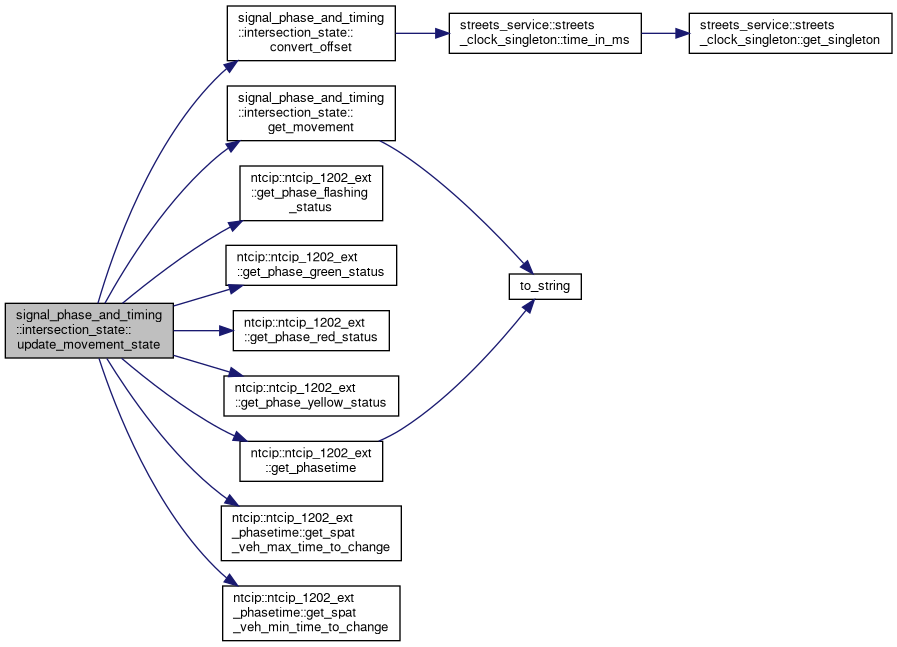 signal_phase_and_timing
::intersection_state::
convert_offset
streets_service::streets
_clock_singleton::time_in_ms
streets_service::streets
_clock_singleton::get_singleton
signal_phase_and_timing
::intersection_state::
get_movement
ntcip::ntcip_1202_ext
::get_phase_flashing
_status
ntcip::ntcip_1202_ext
::get_phase_green_status
to_string
signal_phase_and_timing
::intersection_state::
update_movement_state
ntcip::ntcip_1202_ext
::get_phase_red_status
ntcip::ntcip_1202_ext
::get_phase_yellow_status
ntcip::ntcip_1202_ext
::get_phasetime
ntcip::ntcip_1202_ext
_phasetime::get_spat
_veh_max_time_to_change
ntcip::ntcip_1202_ext
_phasetime::get_spat
_veh_min_time_to_change